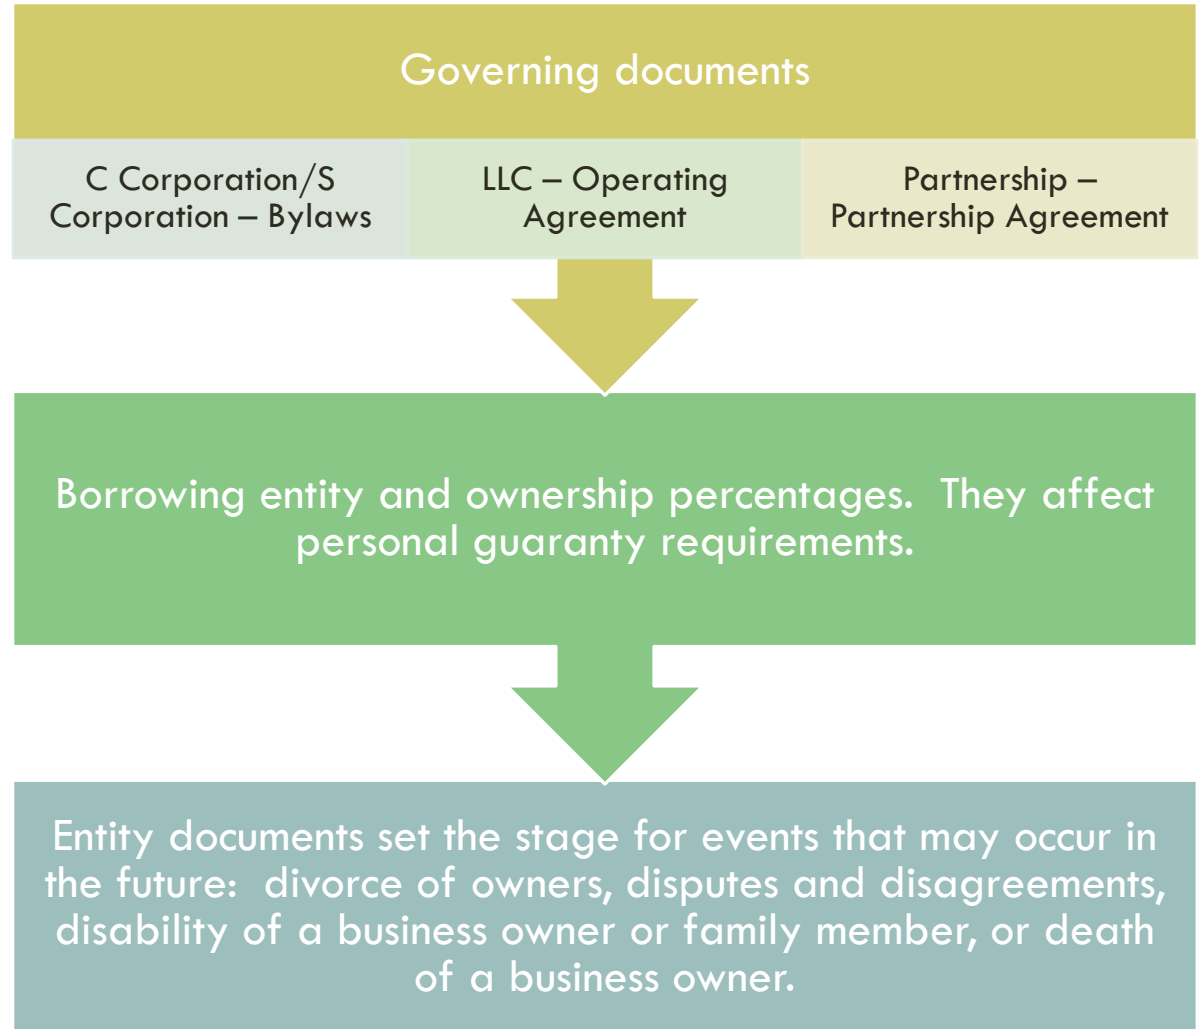 Governing documents
C Corporation/S
Corporation – Bylaws
LLC – Operating
Agreement
Partnership –
Partnership Agreement
Borrowing entity and ownership percentages.  They affect
personal guaranty requirements.
Entity documents set the stage for events that may occur in
the future:  divorce of owners, disputes and disagreements,
disability of a business owner or family member, or death
of a business owner.